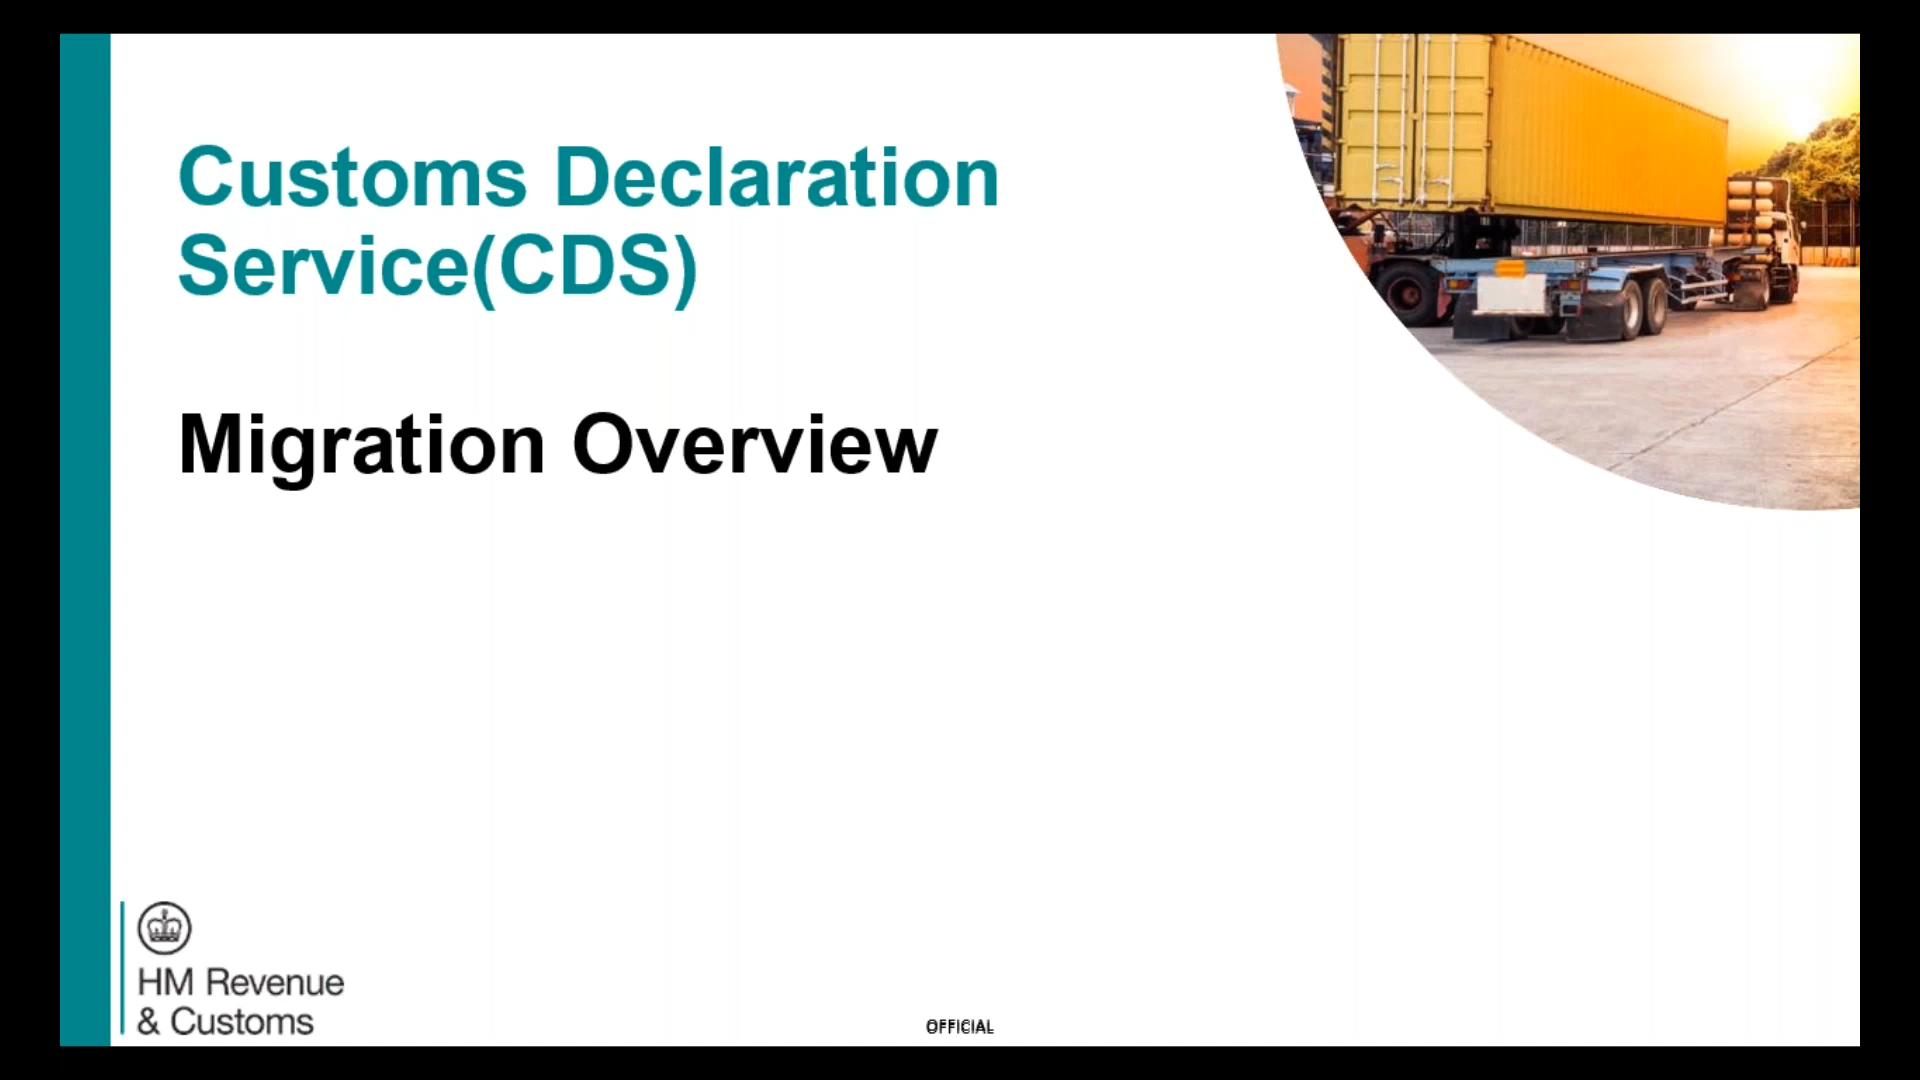 Customs Declaration
Service(CDS)
Migration Overview
HM Revenue
& Customs
OFFICIAL